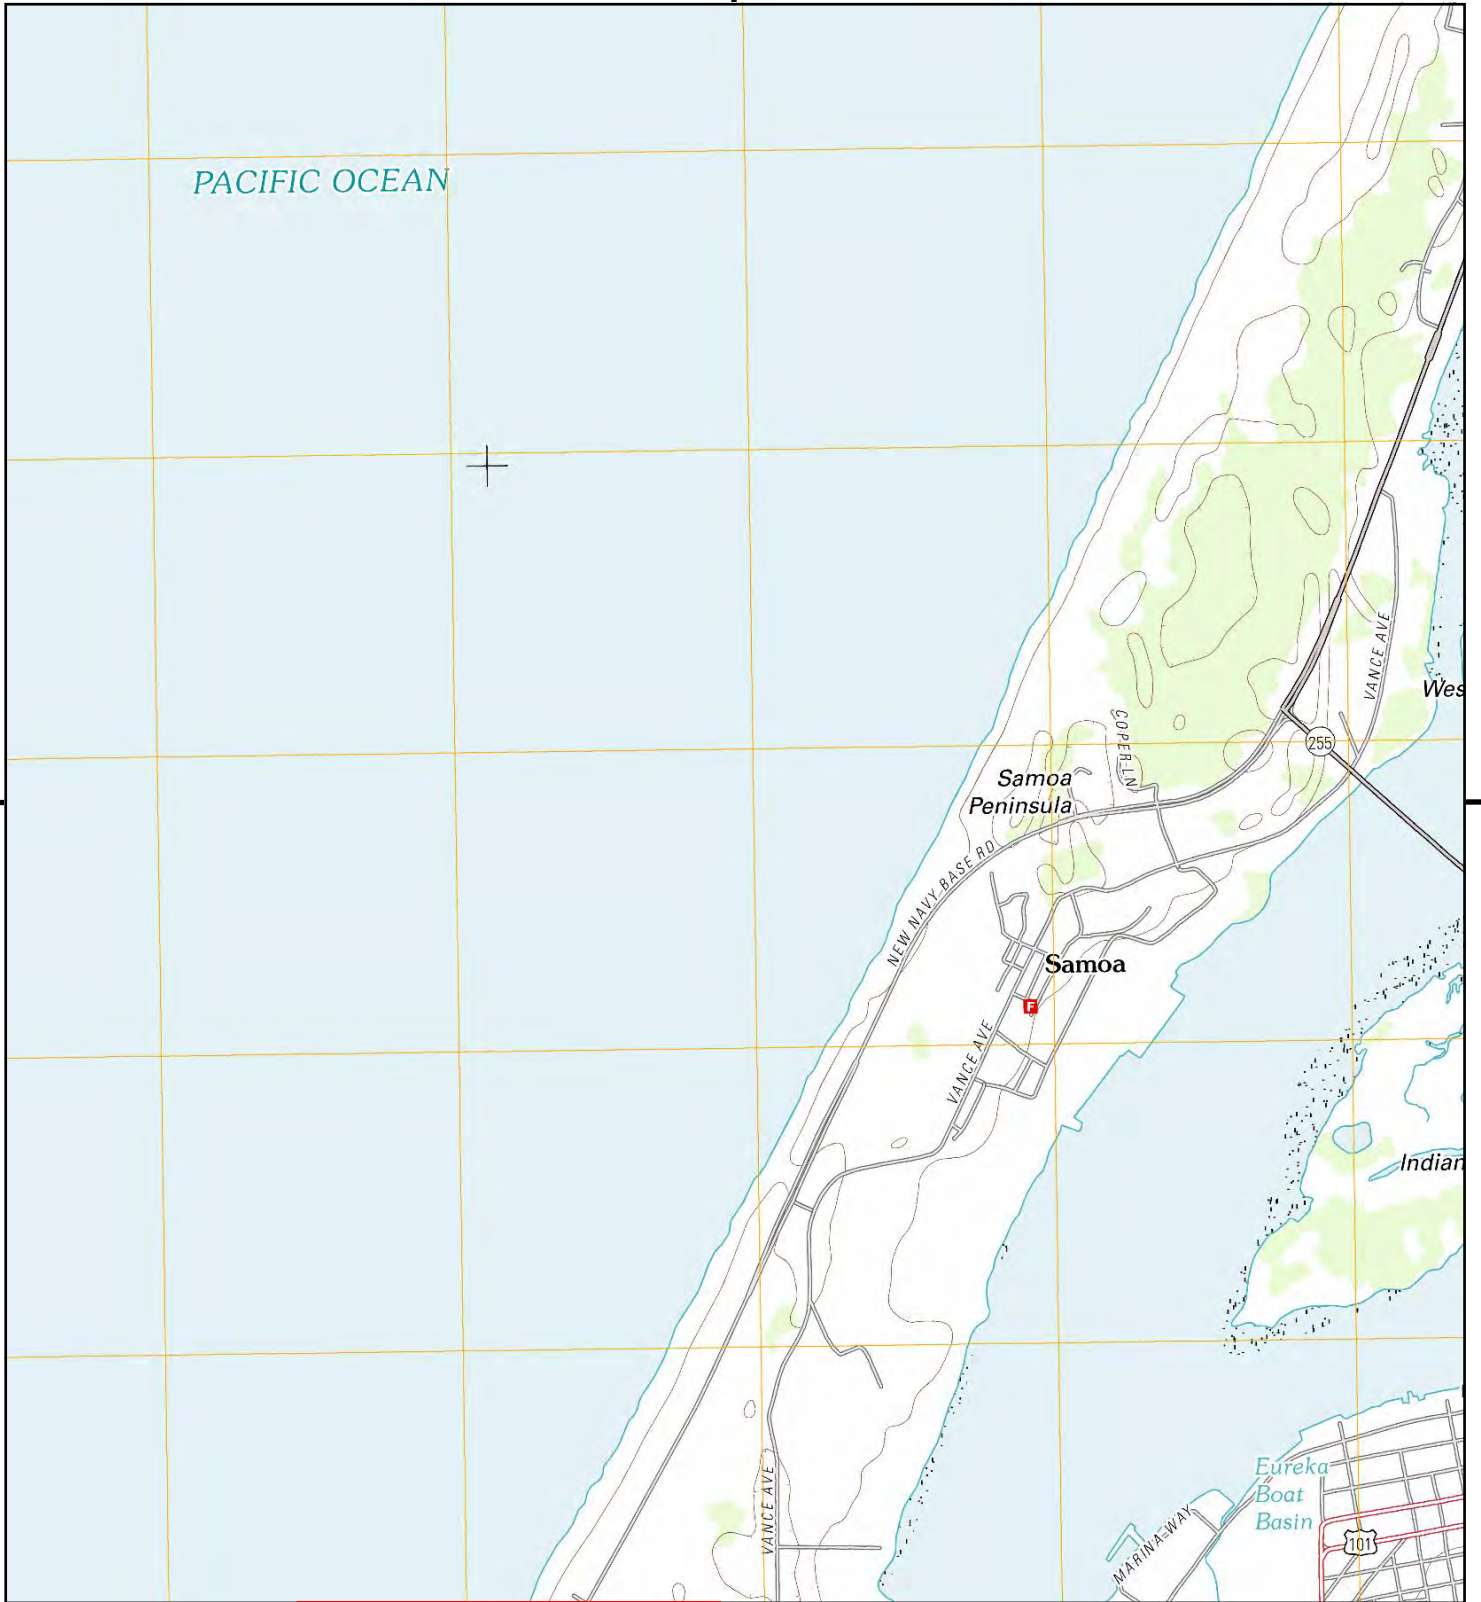 PACIFIC OCEAN
VANCE AVE
Wes
COPER LN
255
Samoa
Peninsula
NEW NAVY BASE RD
Samoa
F
VANCE AVE
Indian
VANCE AVE
Eureka
Boat
Basin
MARINA WAY
101